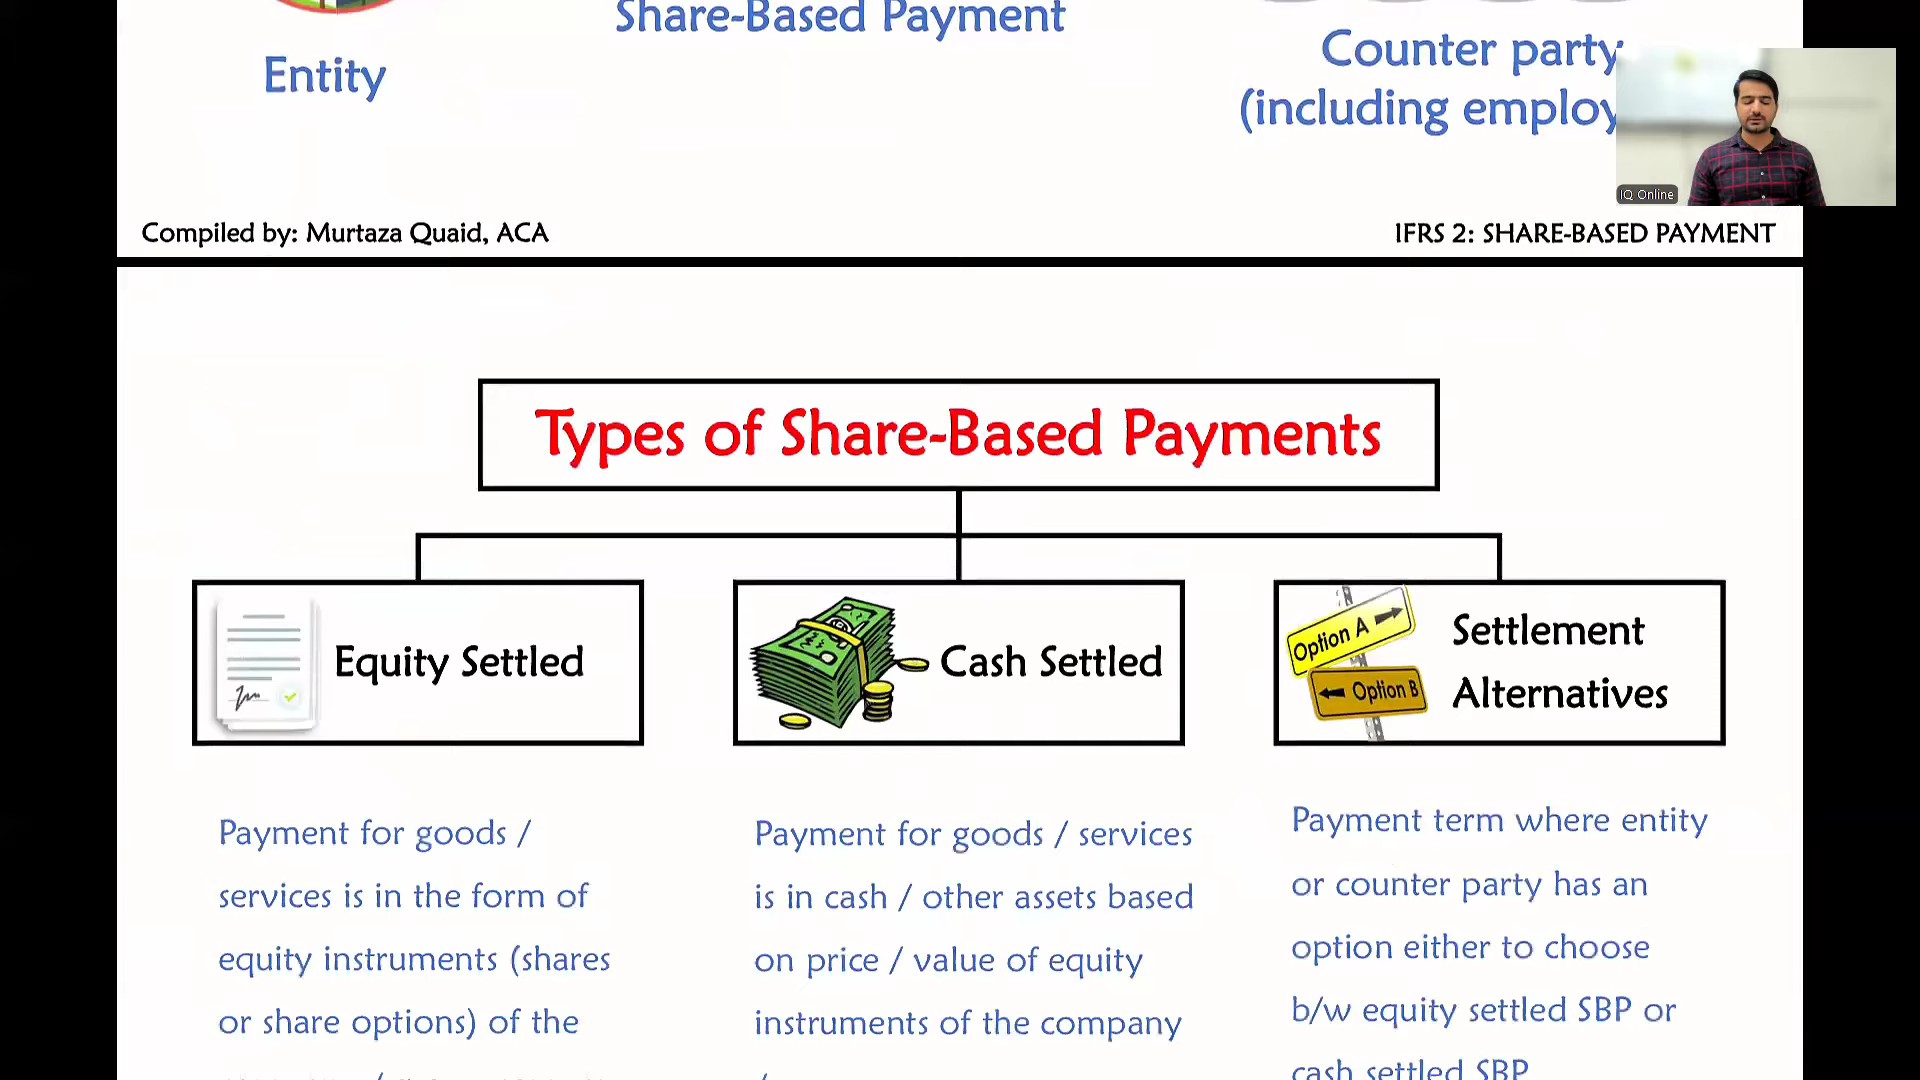 Share-Based Payment
Entity
Counter party
(including employ
IQ Online
Compiled by: Murtaza Quaid, ACA
IFRS 2: SHARE-BASED PAYMENT
Types of Share-Based Payments
Equity Settled
Cash Settled
Option A
Option B
Settlement
Alternatives
Payment for goods /
services is in the form of
equity instruments (shares
or share options) of the
Payment for goods / services
is in cash / other assets based
on price / value of equity
instruments of the company
Payment term where entity
or counter party has an
option either to choose
b/w equity settled SBP or
cash settled SBP